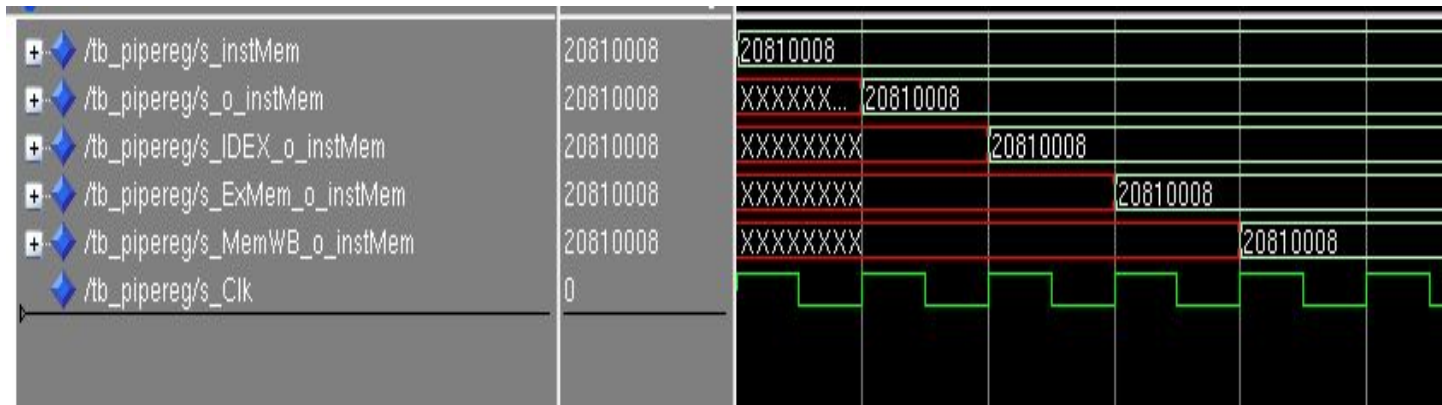 /tb_pipereg/s_instMem 20810008 20810008
/tb_pipereg/s_o_instMem 20810008 XXXXXX... 20810008
/tb_pipereg/s_IDEX_o_instMem 20810008 XXXXXXXX 20810008
/tb_pipereg/s_ExMem_o_instMem 20810008 XXXXXXXX 20810008
/tb_pipereg/s_MemWB_o_instMem 20810008 XXXXXXXX 20810008
/tb_pipereg/s_Clk 0